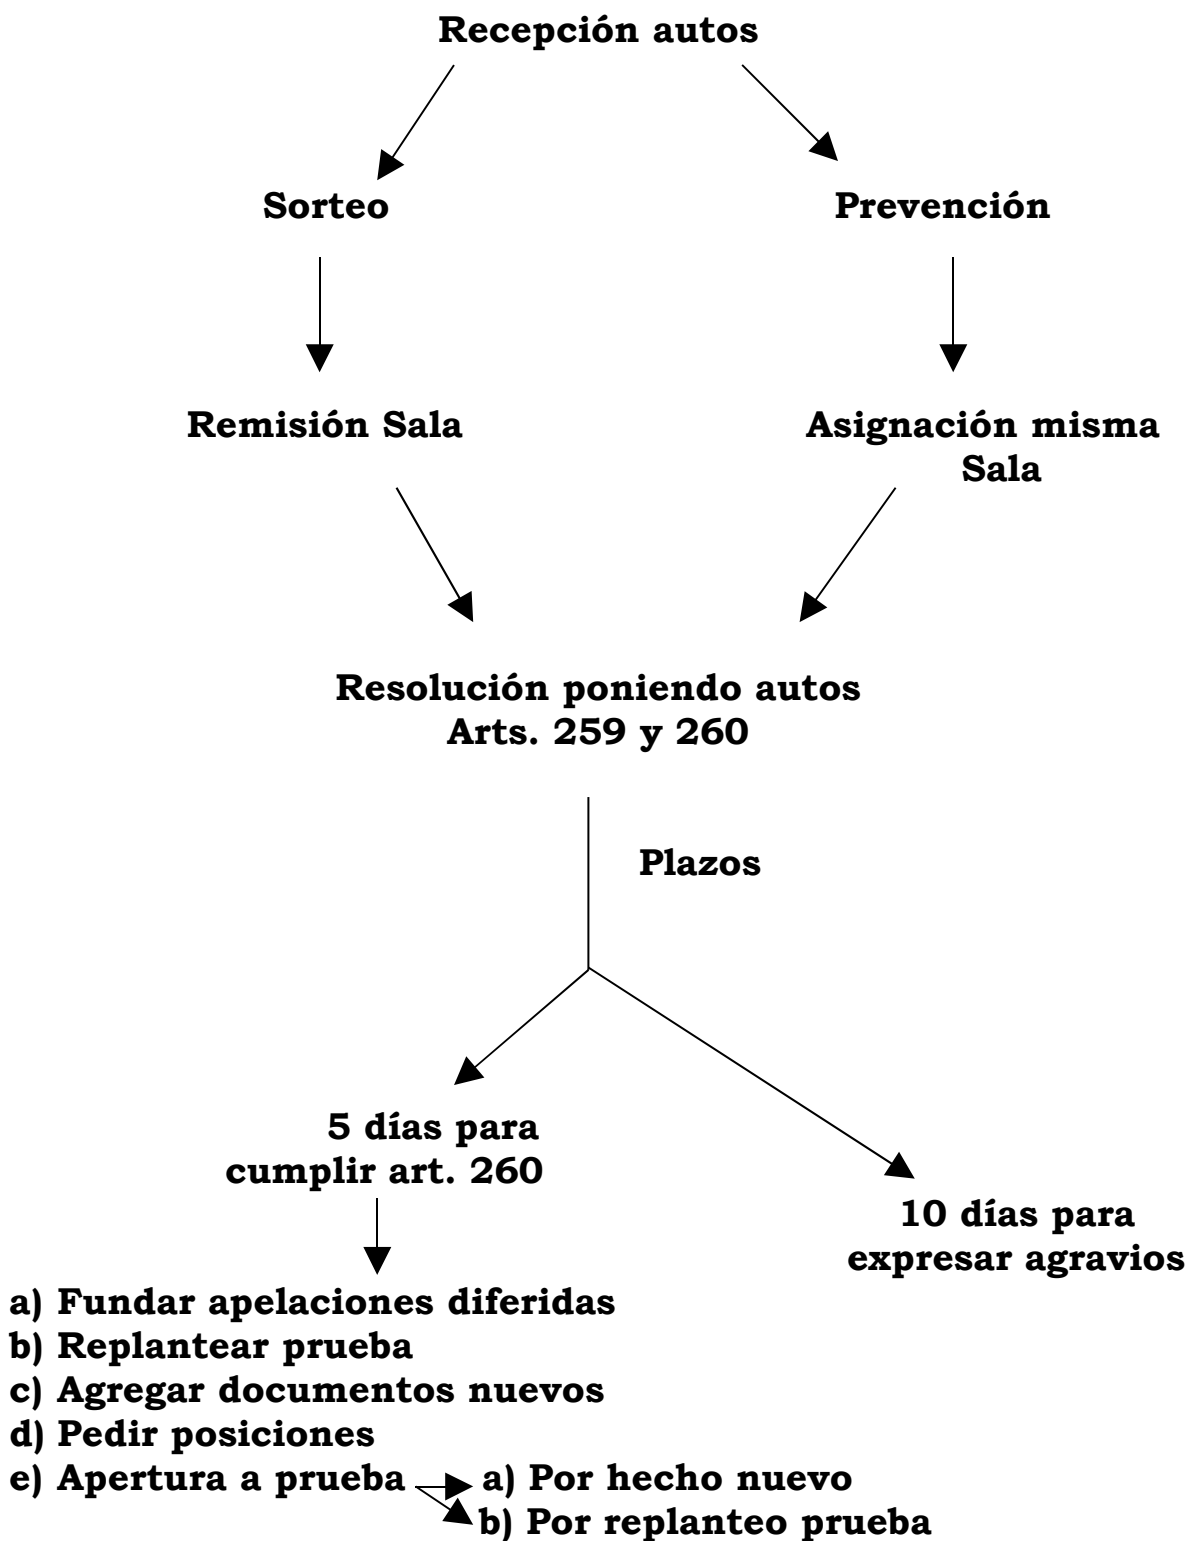 Recepción autos
Sorteo
Prevención
Remisión Sala
Asignación misma
Sala
Resolución poniendo autos
Arts. 259 y 260
Plazos
5 días para
cumplir art. 260
10 días para
expresar agravios
a) Fundar apelaciones diferidas
b) Replantear prueba
c) Agregar documentos nuevos
d) Pedir posiciones
e) Apertura a prueba
a) Por hecho nuevo
b) Por replanteo prueba